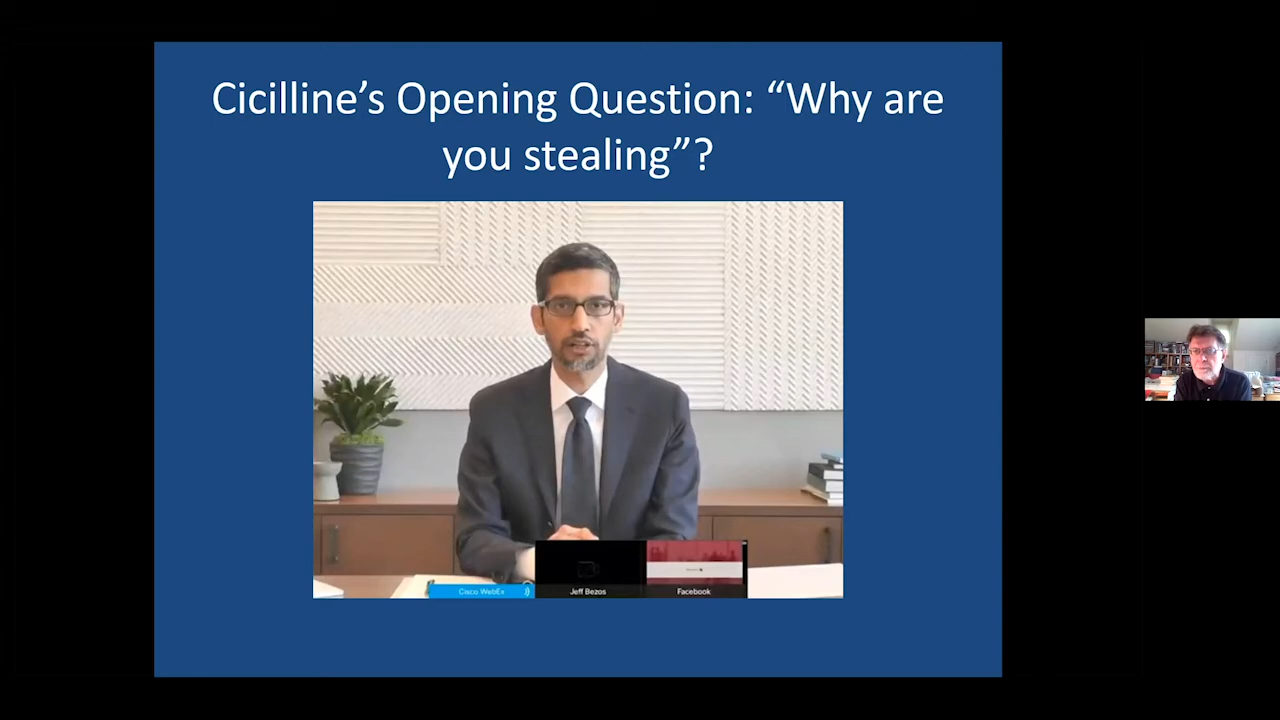 Cicilline’s Opening Question: “Why are
you stealing”?
Cisco WebEx
Jeff Bezos
Facebook